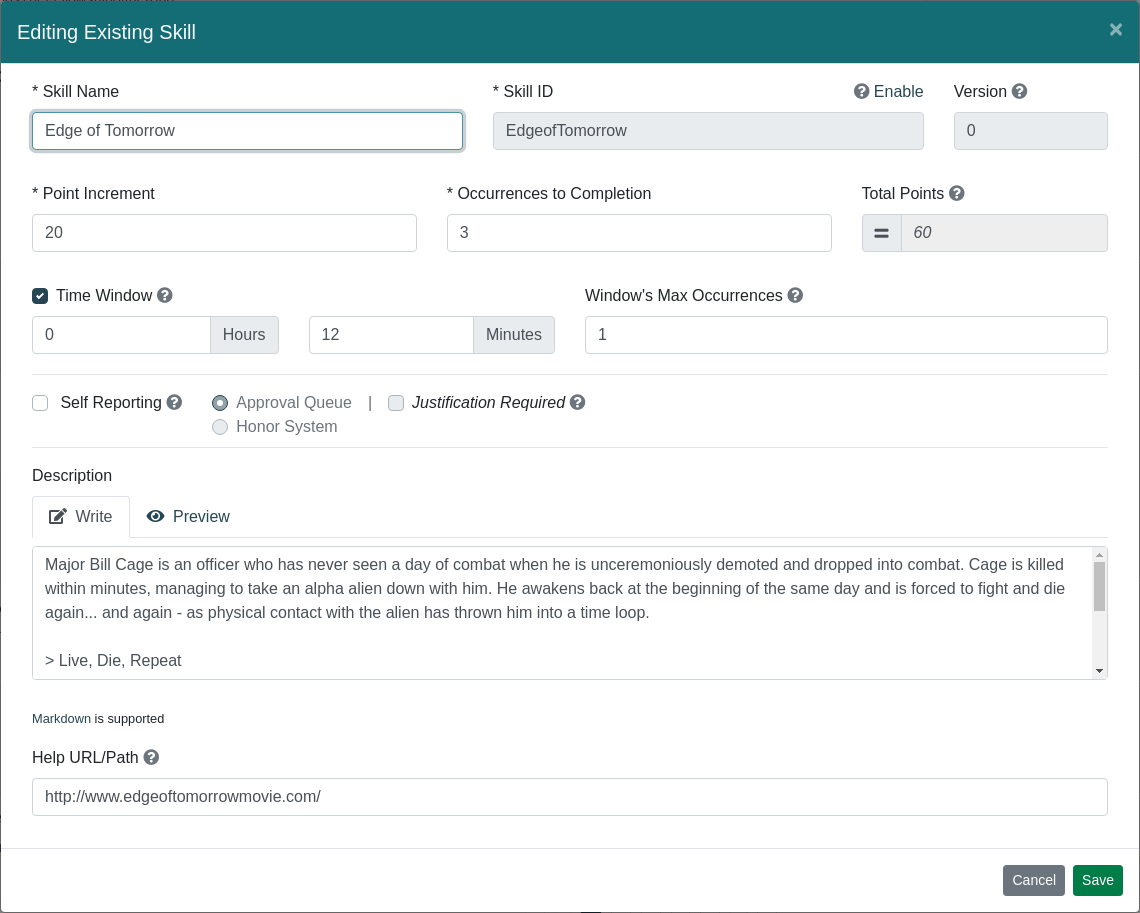 Editing Existing Skill ×
* Skill Name * Skill ID Enable Version
Edge of Tomorrow EdgeofTomorrow 0
* Point Increment * Occurrences to Completion Total Points
20 3 = 60
Time Window Window's Max Occurrences
0 Hours 12 Minutes 1
Self Reporting Approval Queue | Justification Required
Honor System
Description
Write Preview
Major Bill Cage is an officer who has never seen a day of combat when he is unceremoniously demoted and dropped into combat. Cage is killed
within minutes, managing to take an alpha alien down with him. He awakens back at the beginning of the same day and is forced to fight and die
again... and again - as physical contact with the alien has thrown him into a time loop.
> Live, Die, Repeat
Markdown is supported
Help URL/Path
http://www.edgeoftomorrowmovie.com/
Cancel Save